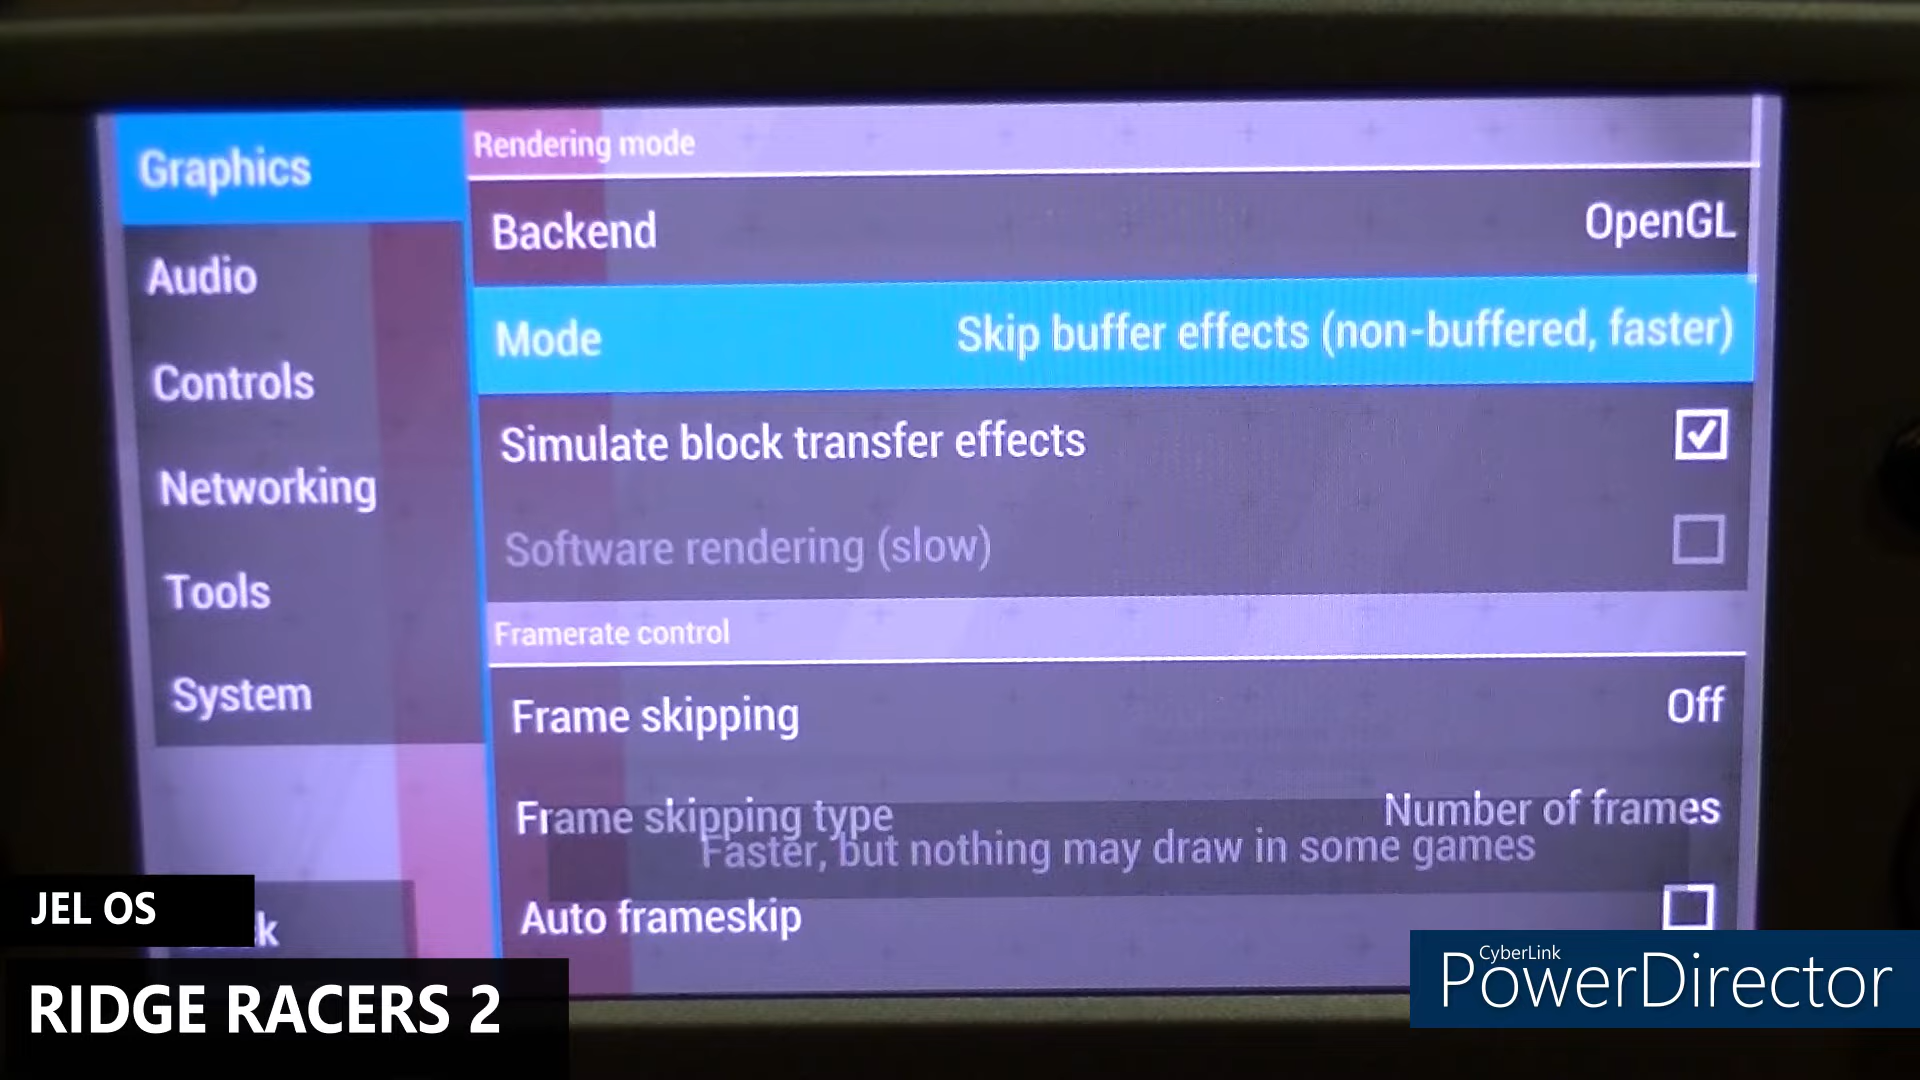 Graphics
Audio
Controls
Networking
Tools
System
Rendering mode
Backend OpenGL
Mode Skip buffer effects (non-buffered, faster)
Simulate block transfer effects
Software rendering (slow)
Framerate control
Frame skipping Off
Frame skipping type Number of frames
Faster, but nothing may draw in some games
Auto frameskip
JEL OS
RIDGE RACERS 2
CyberLink
PowerDirector